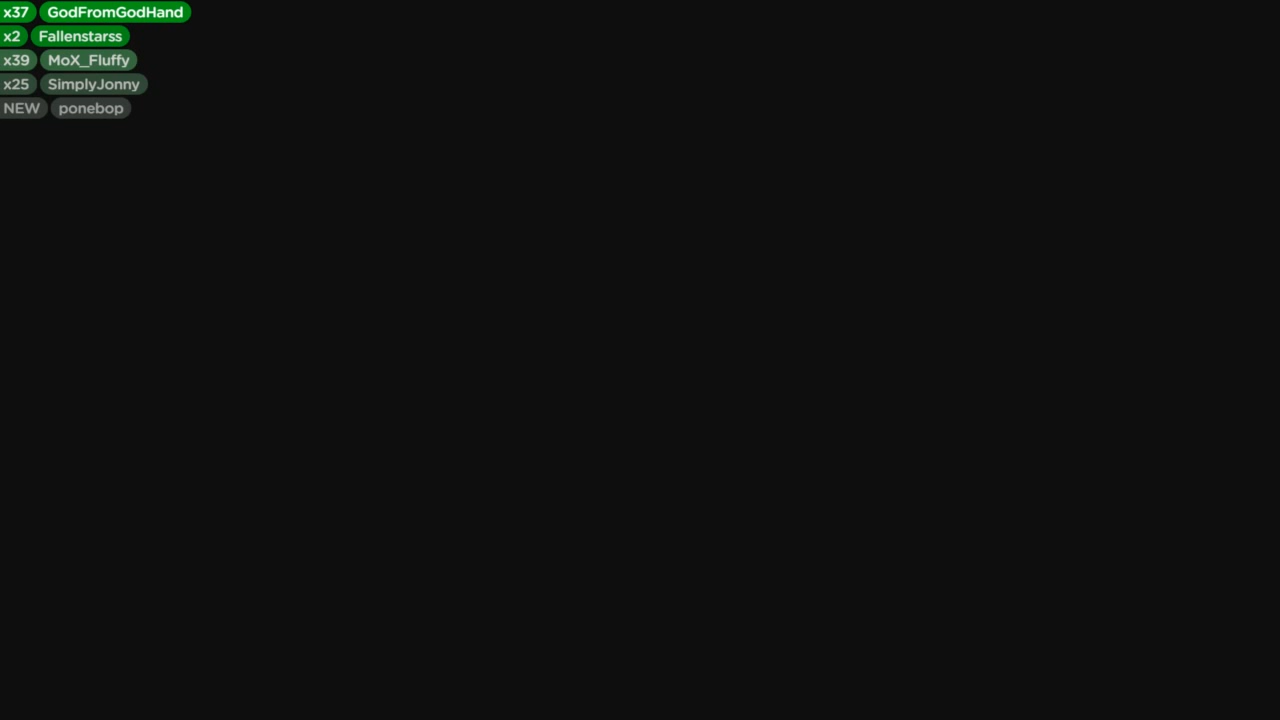 x37 GodFromGodHand
x2 Fallenstarss
x39 MoX_Fluffy
x25 SimplyJonny
NEW ponebop